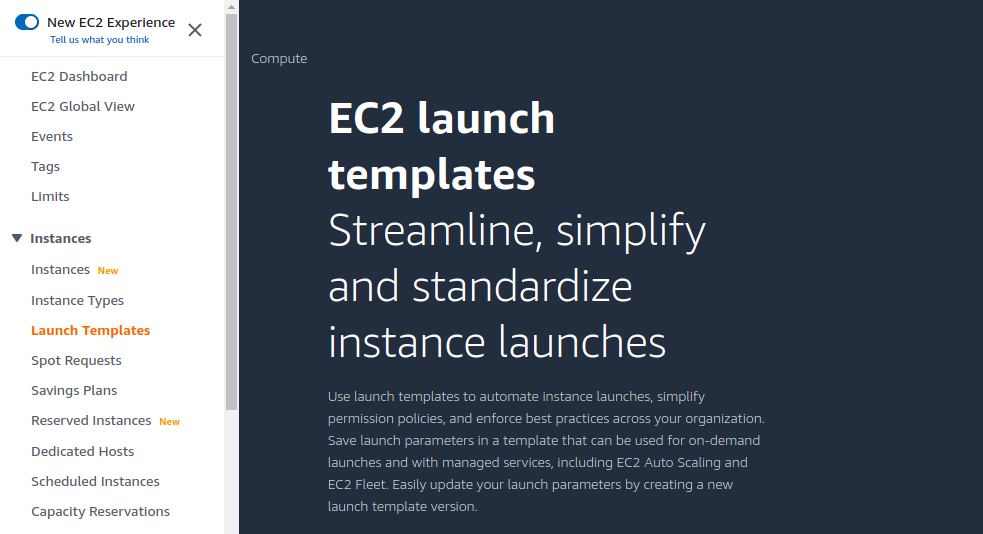 New EC2 Experience
Tell us what you think
EC2 Dashboard
EC2 Global View
Events
Tags
Limits
Instances
Instances New
Instance Types
Launch Templates
Spot Requests
Savings Plans
Reserved Instances New
Dedicated Hosts
Scheduled Instances
Capacity Reservations
Compute
EC2 launch
templates
Streamline, simplify
and standardize
instance launches
Use launch templates to automate instance launches, simplify
permission policies, and enforce best practices across your organization.
Save launch parameters in a template that can be used for on-demand
launches and with managed services, including EC2 Auto Scaling and
EC2 Fleet. Easily update your launch parameters by creating a new
launch template version.